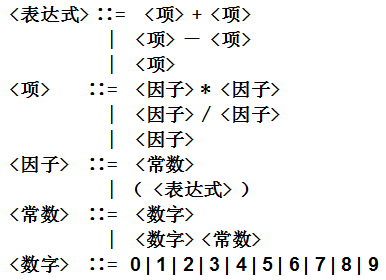 <表达式> ::= <项> + <项>
| <项> － <项>
| <项>
<项> ::= <因子> * <因子>
| <因子> / <因子>
| <因子>
<因子> ::= <常数>
| ( <表达式> )
<常数> ::= <数字>
| <数字> <常数>
<数字> ::= 0 | 1 | 2 | 3 | 4 | 5 | 6 | 7 | 8 | 9